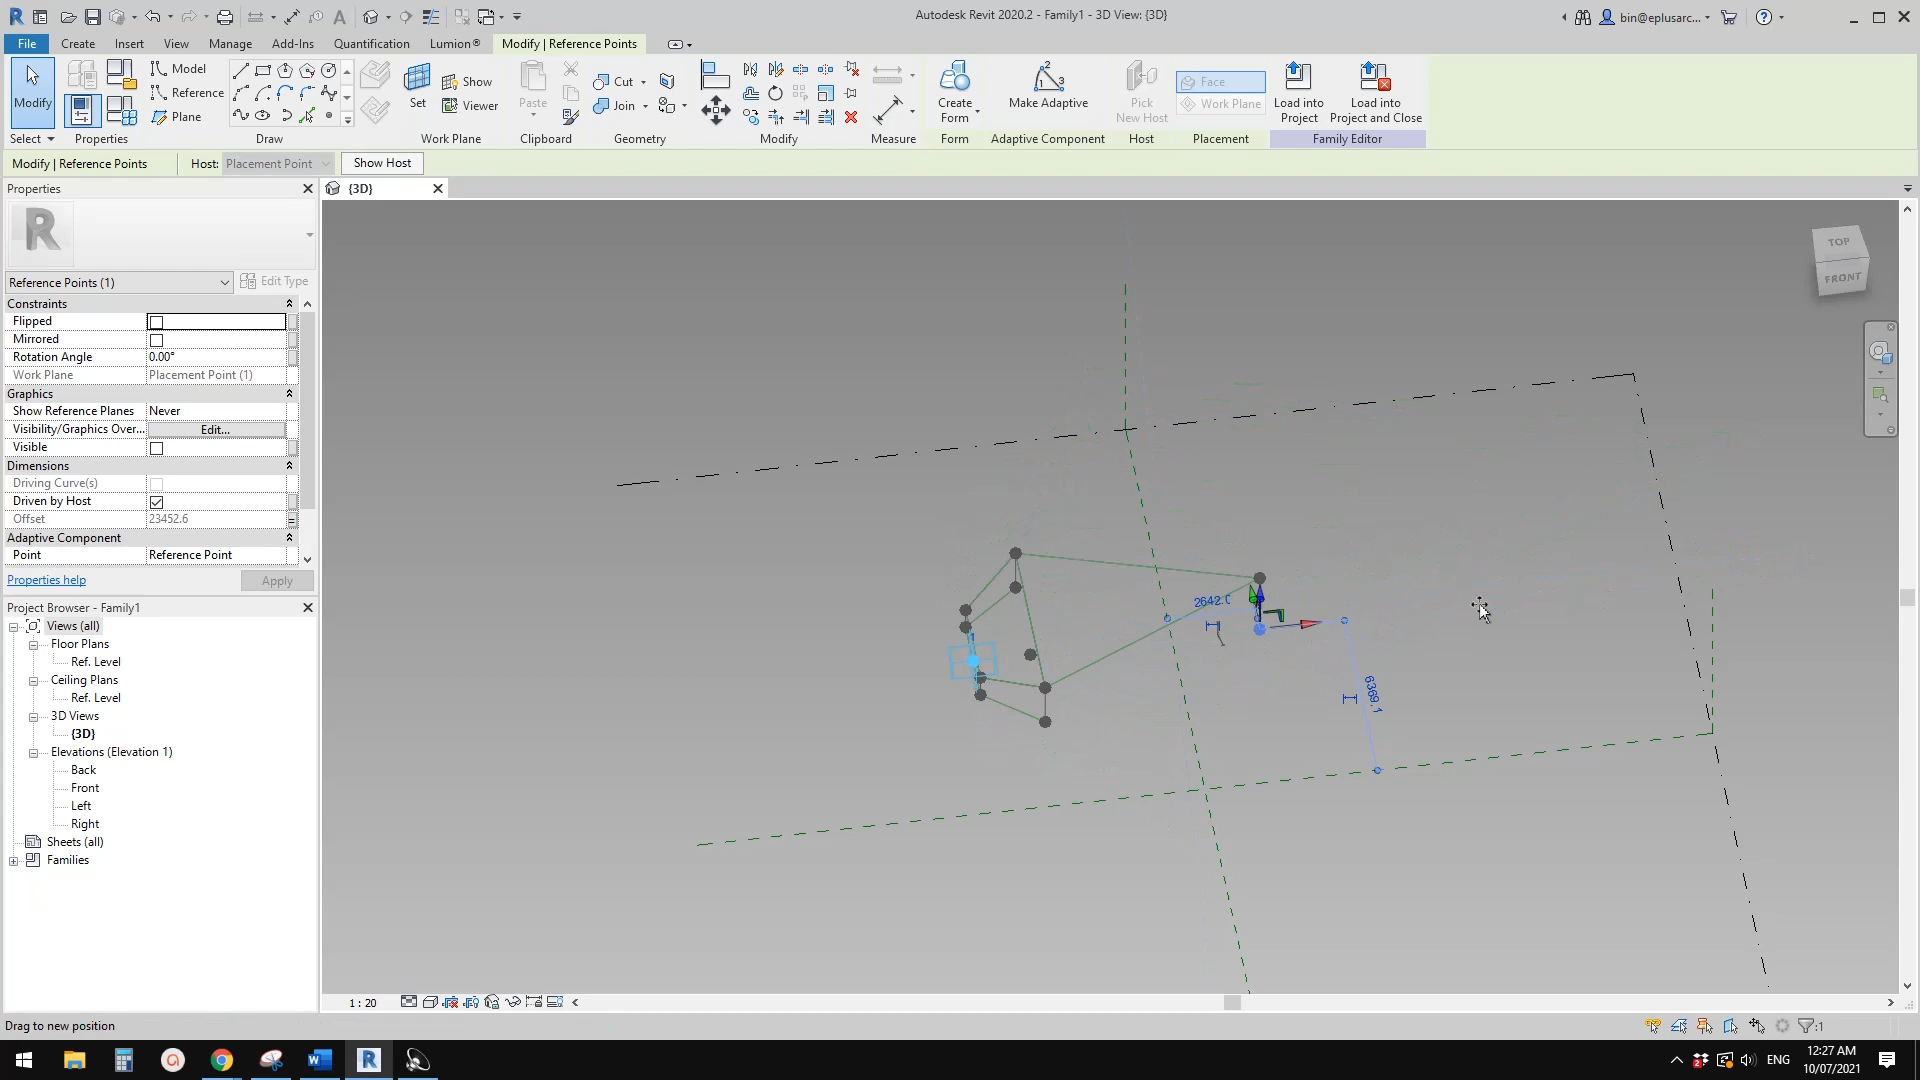 Autodesk Revit 2020.2 - Family1 - 3D View: {3D}
bin@eplusarc...
File Create Insert View Manage Add-Ins Quantification Lumion® Modify | Reference Points
Modify
Model
Reference
Plane
Set
Show
Viewer
Paste
Cut
Join
Create Form
Make Adaptive
Pick New Host
Face
Work Plane
Load into Project
Load into Project and Close
Select Properties Draw Work Plane Clipboard Geometry Modify Measure Form Adaptive Component Host Placement Family Editor
Modify | Reference Points Host: Placement Point Show Host
Properties
{3D}
Reference Points (1) Edit Type
Constraints
Flipped
Mirrored
Rotation Angle 0.00°
Work Plane Placement Point (1)
Graphics
Show Reference Planes Never
Visibility/Graphics Over... Edit...
Visible
Dimensions
Driving Curve(s)
Driven by Host
Offset 23452.6 =
Adaptive Component
Point Reference Point
Properties help Apply
Project Browser - Family1
Views (all)
Floor Plans
Ref. Level
Ceiling Plans
Ref. Level
3D Views
{3D}
Elevations (Elevation 1)
Back
Front
Left
Right
Sheets (all)
Families
TOP
FRONT
2642.0
6369.1
1 : 20
Drag to new position
:1
ENG
12:27 AM
10/07/2021